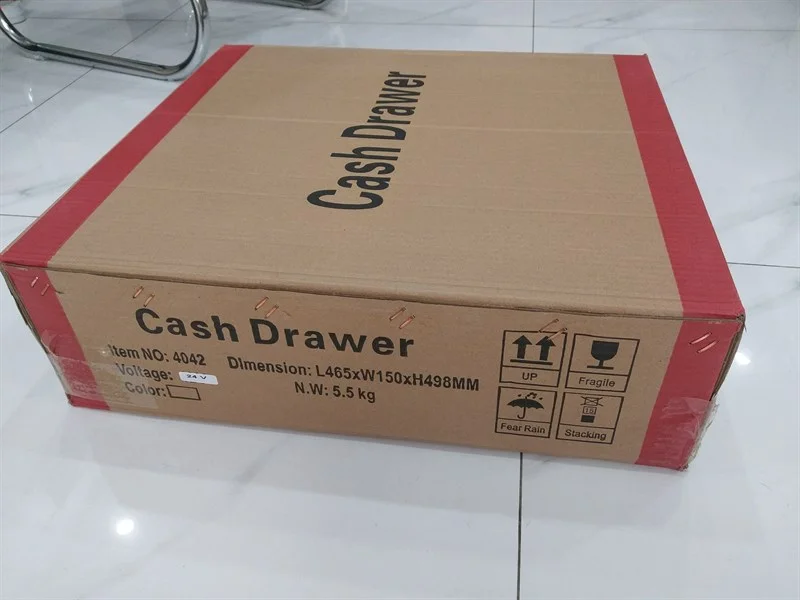 Cash Drawer
Cash Drawer
Item NO: 4042
Dimension: L465xW150xH498MM
Voltage: 24 V
N.W: 5.5 kg
Color:
UP
Fragile
Fear Rain
15
Stacking